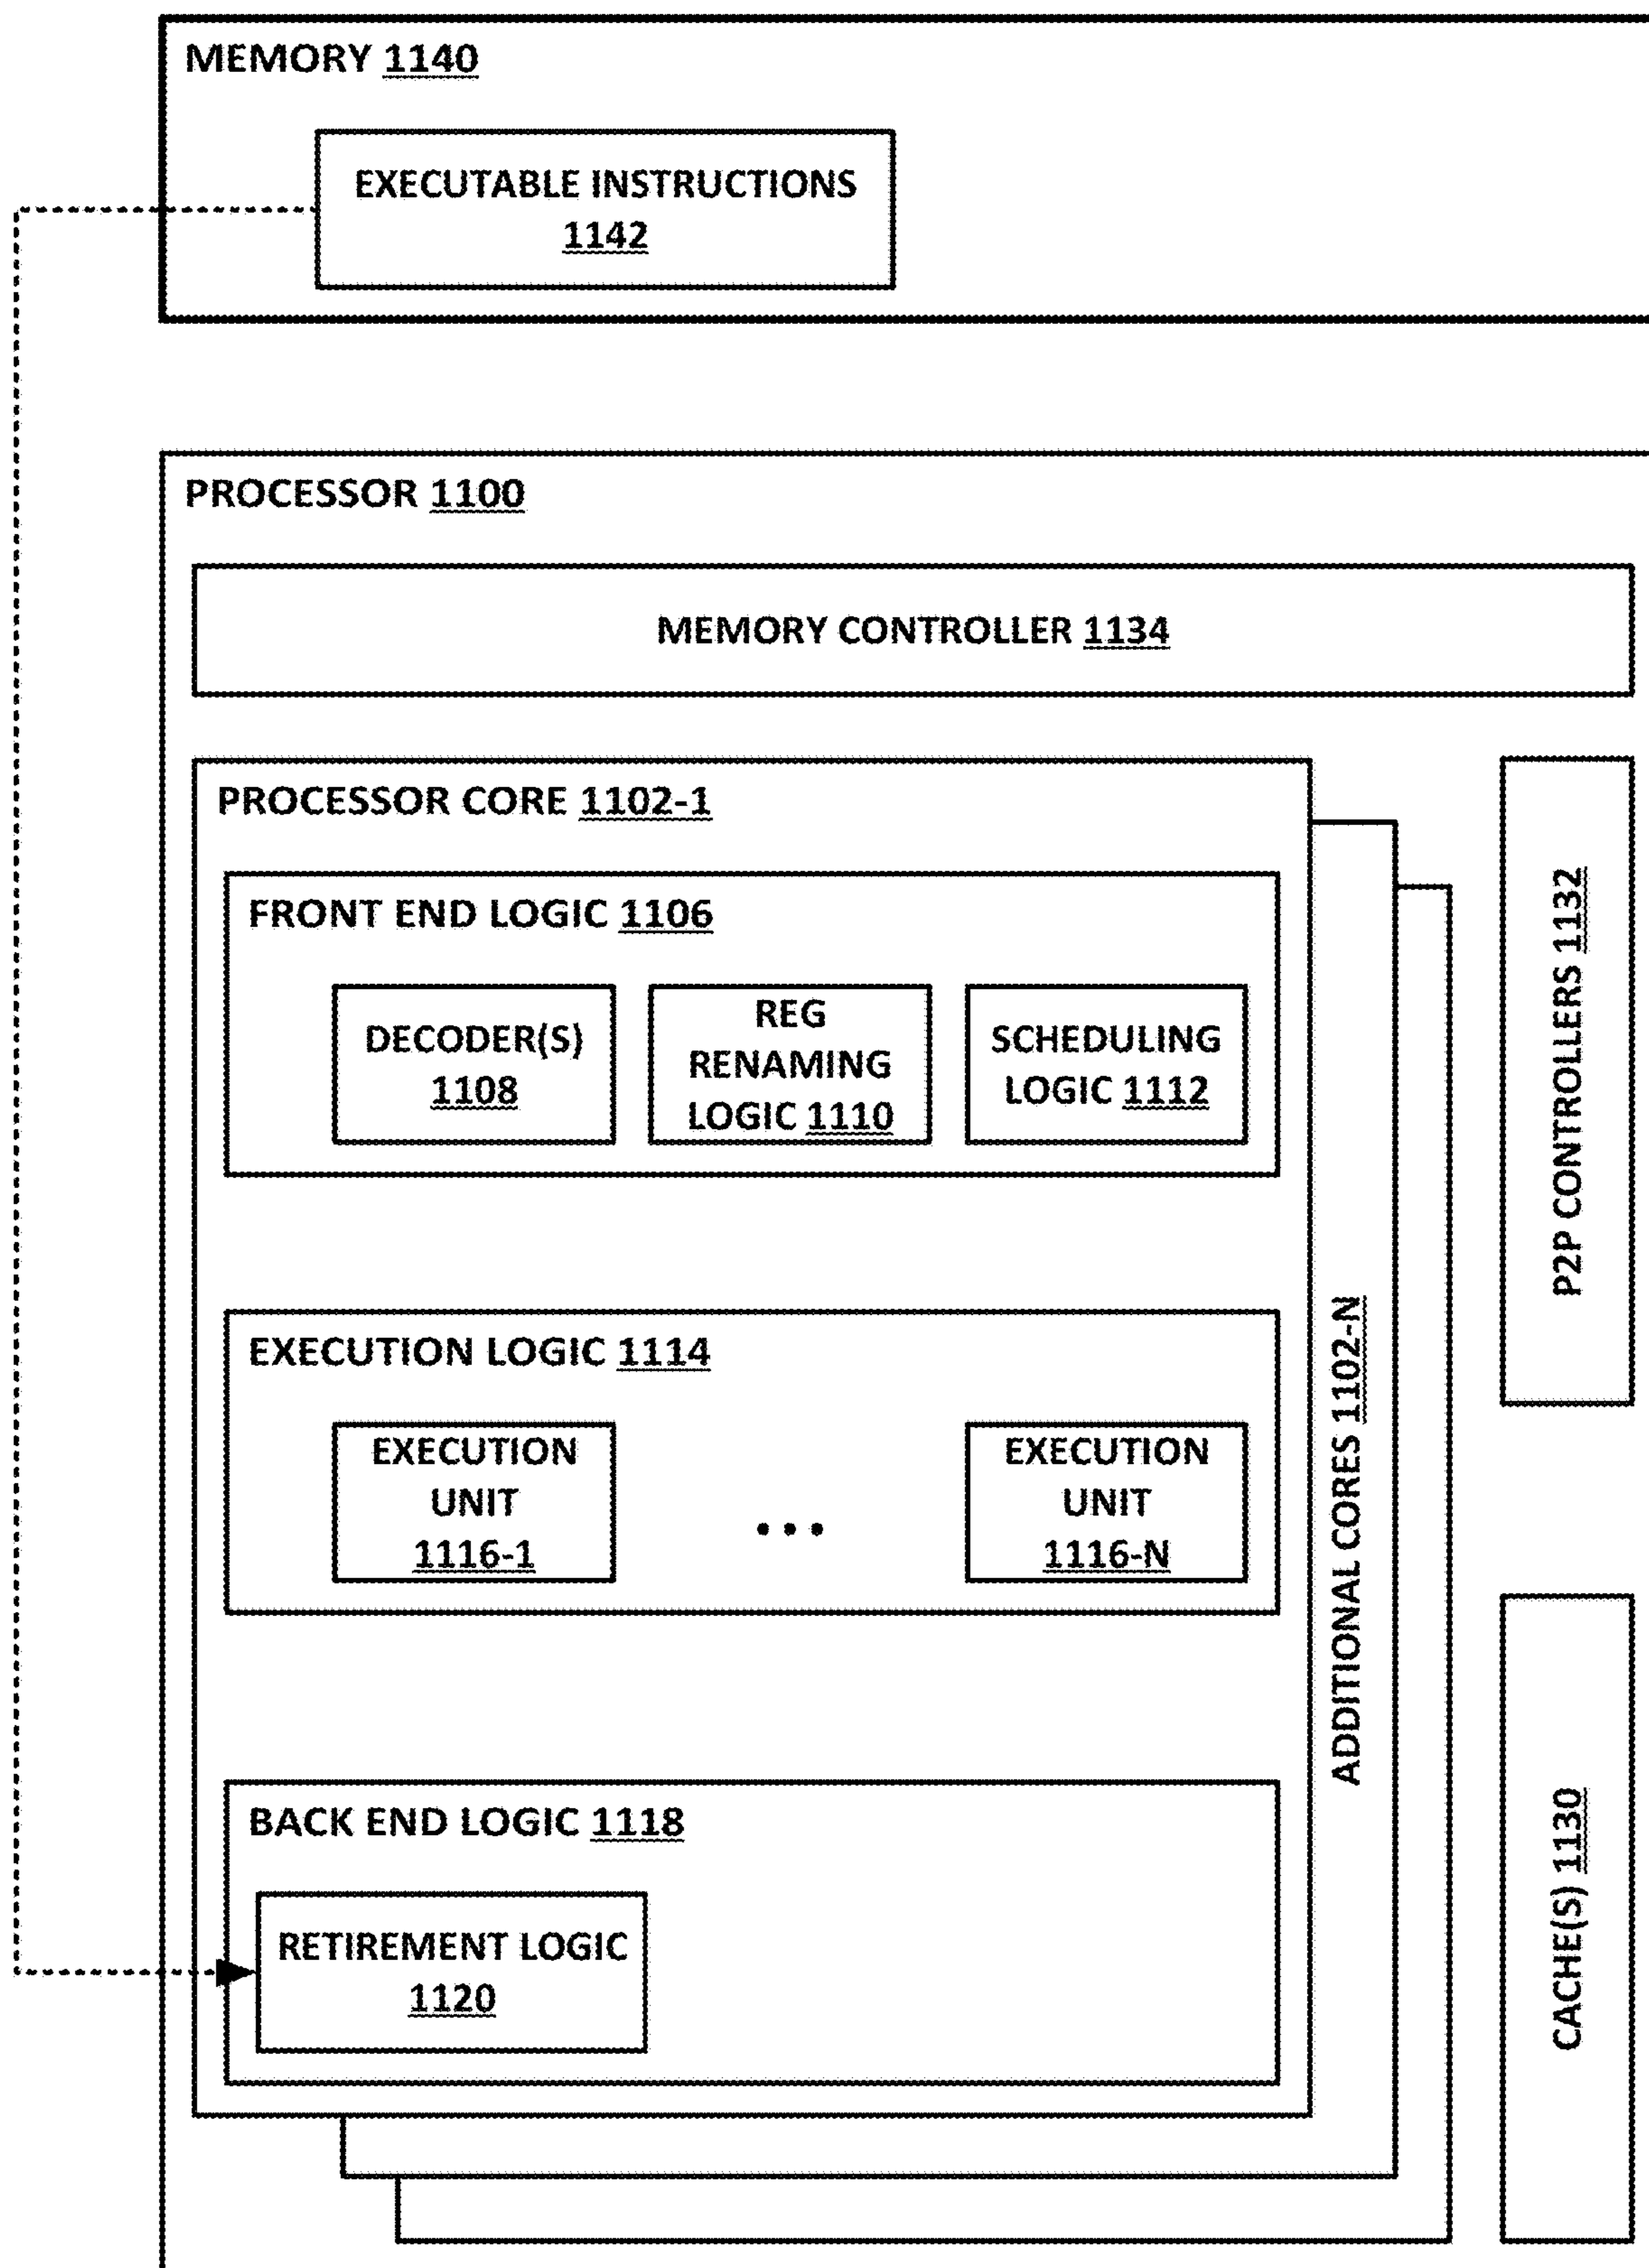 MEMORY 1140
EXECUTABLE INSTRUCTIONS
1142
PROCESSOR 1100
MEMORY CONTROLLER 1134
PROCESSOR CORE 1102-1
FRONT END LOGIC 1106
DECODER(S)
1108
REG
RENAMING
LOGIC 1110
SCHEDULING
LOGIC 1112
EXECUTION LOGIC 1114
EXECUTION
UNIT
1116-1
...
EXECUTION
UNIT
1116-N
BACK END LOGIC 1118
RETIREMENT LOGIC
1120
ADDITIONAL CORES 1102-N
P2P CONTROLLERS 1132
CACHE(S) 1130